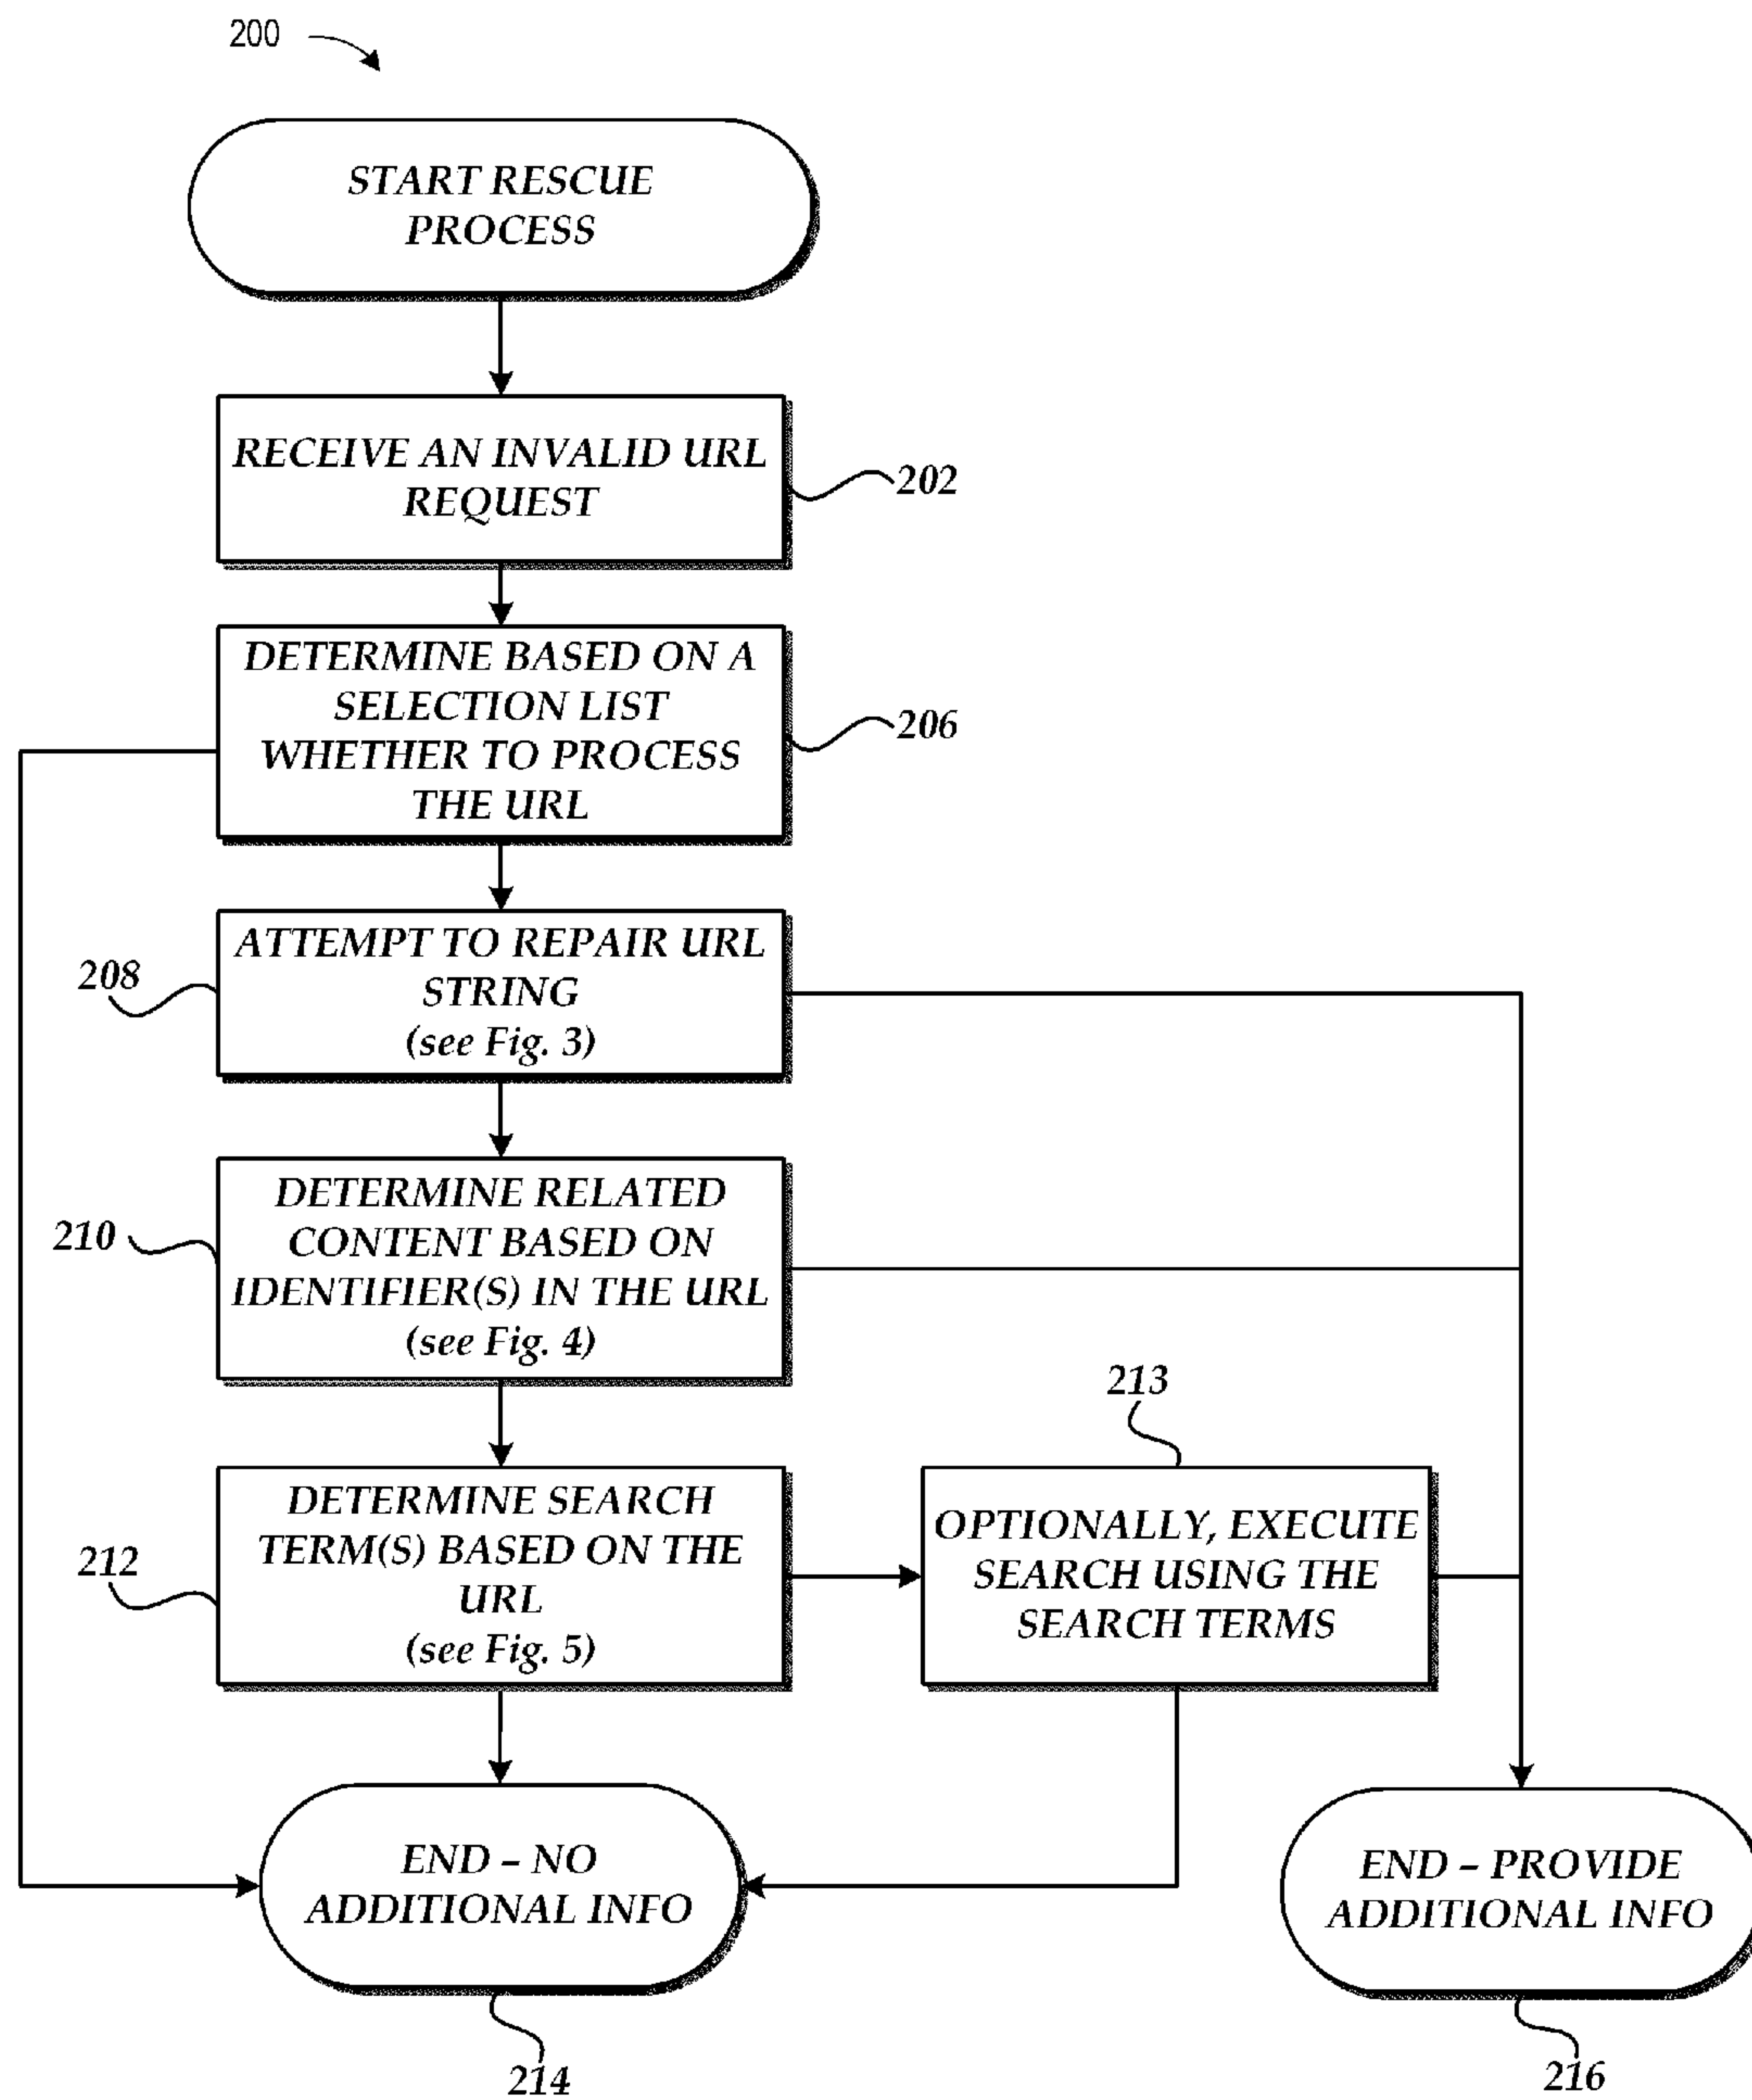 200
START RESCUE
PROCESS
RECEIVE AN INVALID URL
REQUEST
202
DETERMINE BASED ON A
SELECTION LIST
WHETHER TO PROCESS
THE URL
206
ATTEMPT TO REPAIR URL
STRING
(see Fig. 3)
208
DETERMINE RELATED
CONTENT BASED ON
IDENTIFIER(S) IN THE URL
(see Fig. 4)
210
DETERMINE SEARCH
TERM(S) BASED ON THE
URL
(see Fig. 5)
212
213
OPTIONALLY, EXECUTE
SEARCH USING THE
SEARCH TERMS
END – NO
ADDITIONAL INFO
214
END – PROVIDE
ADDITIONAL INFO
216